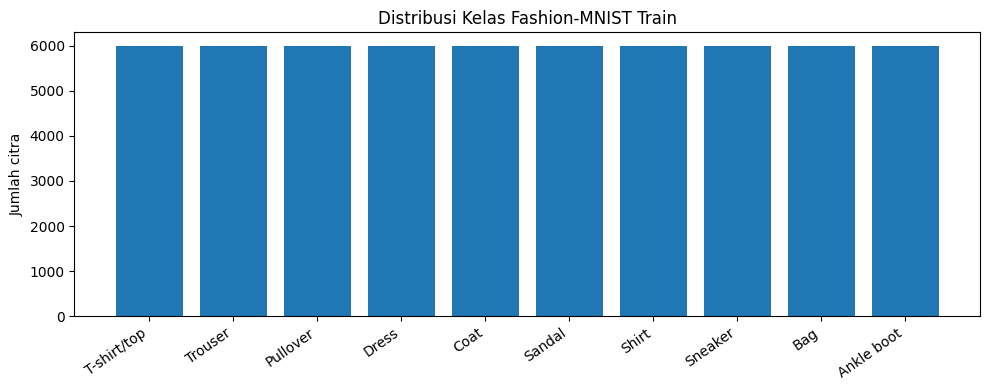 Distribusi Kelas Fashion-MNIST Train
Jumlah citra
6000
5000
4000
3000
2000
1000
0
T-shirt/top
Trouser
Pullover
Dress
Coat
Sandal
Shirt
Sneaker
Bag
Ankle boot